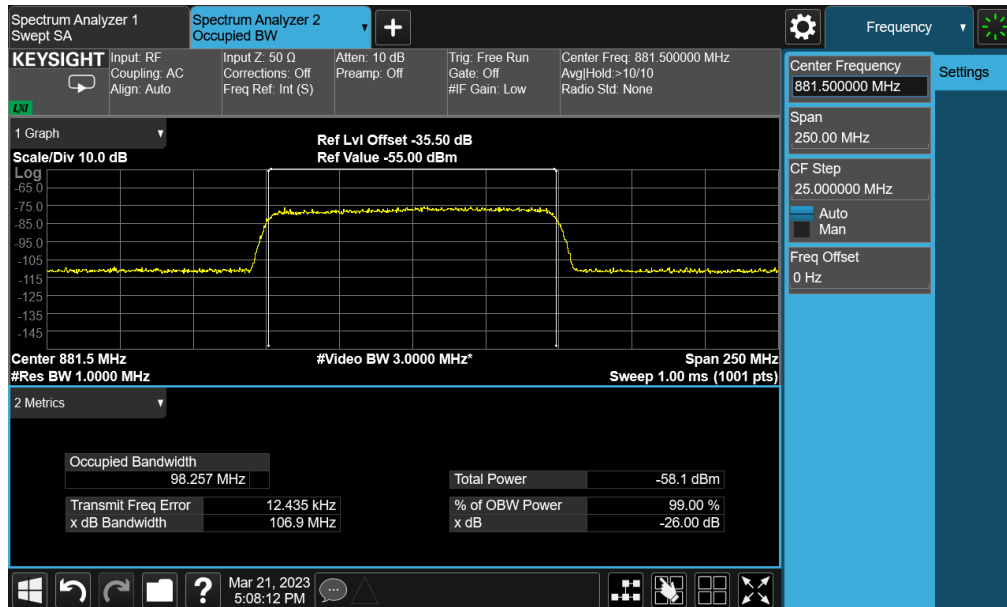 Spectrum Analyzer 1
Swept SA
Spectrum Analyzer 2
Occupied BW
Frequency
KEYSIGHT
LXI
Input: RF
Coupling: AC
Align: Auto
Input Z: 50 Ω
Corrections: Off
Freq Ref: Int (S)
Atten: 10 dB
Preamp: Off
Trig: Free Run
Gate: Off
#IF Gain: Low
Center Freq: 881.500000 MHz
Avg|Hold:>10/10
Radio Std: None
Center Frequency
881.500000 MHz
Settings
Span
250.00 MHz
CF Step
25.000000 MHz
Auto
Man
Freq Offset
0 Hz
1 Graph
Scale/Div 10.0 dB
Ref Lvl Offset -35.50 dB
Ref Value -55.00 dBm
Log
-65.0
-75.0
-85.0
-95.0
-105
-115
-125
-135
-145
Center 881.5 MHz
#Res BW 1.0000 MHz
#Video BW 3.0000 MHz*
Span 250 MHz
Sweep 1.00 ms (1001 pts)
2 Metrics
Occupied Bandwidth
98.257 MHz
Transmit Freq Error 12.435 kHz
x dB Bandwidth 106.9 MHz
Total Power -58.1 dBm
% of OBW Power 99.00 %
x dB -26.00 dB
?
Mar 21, 2023
5:08:12 PM